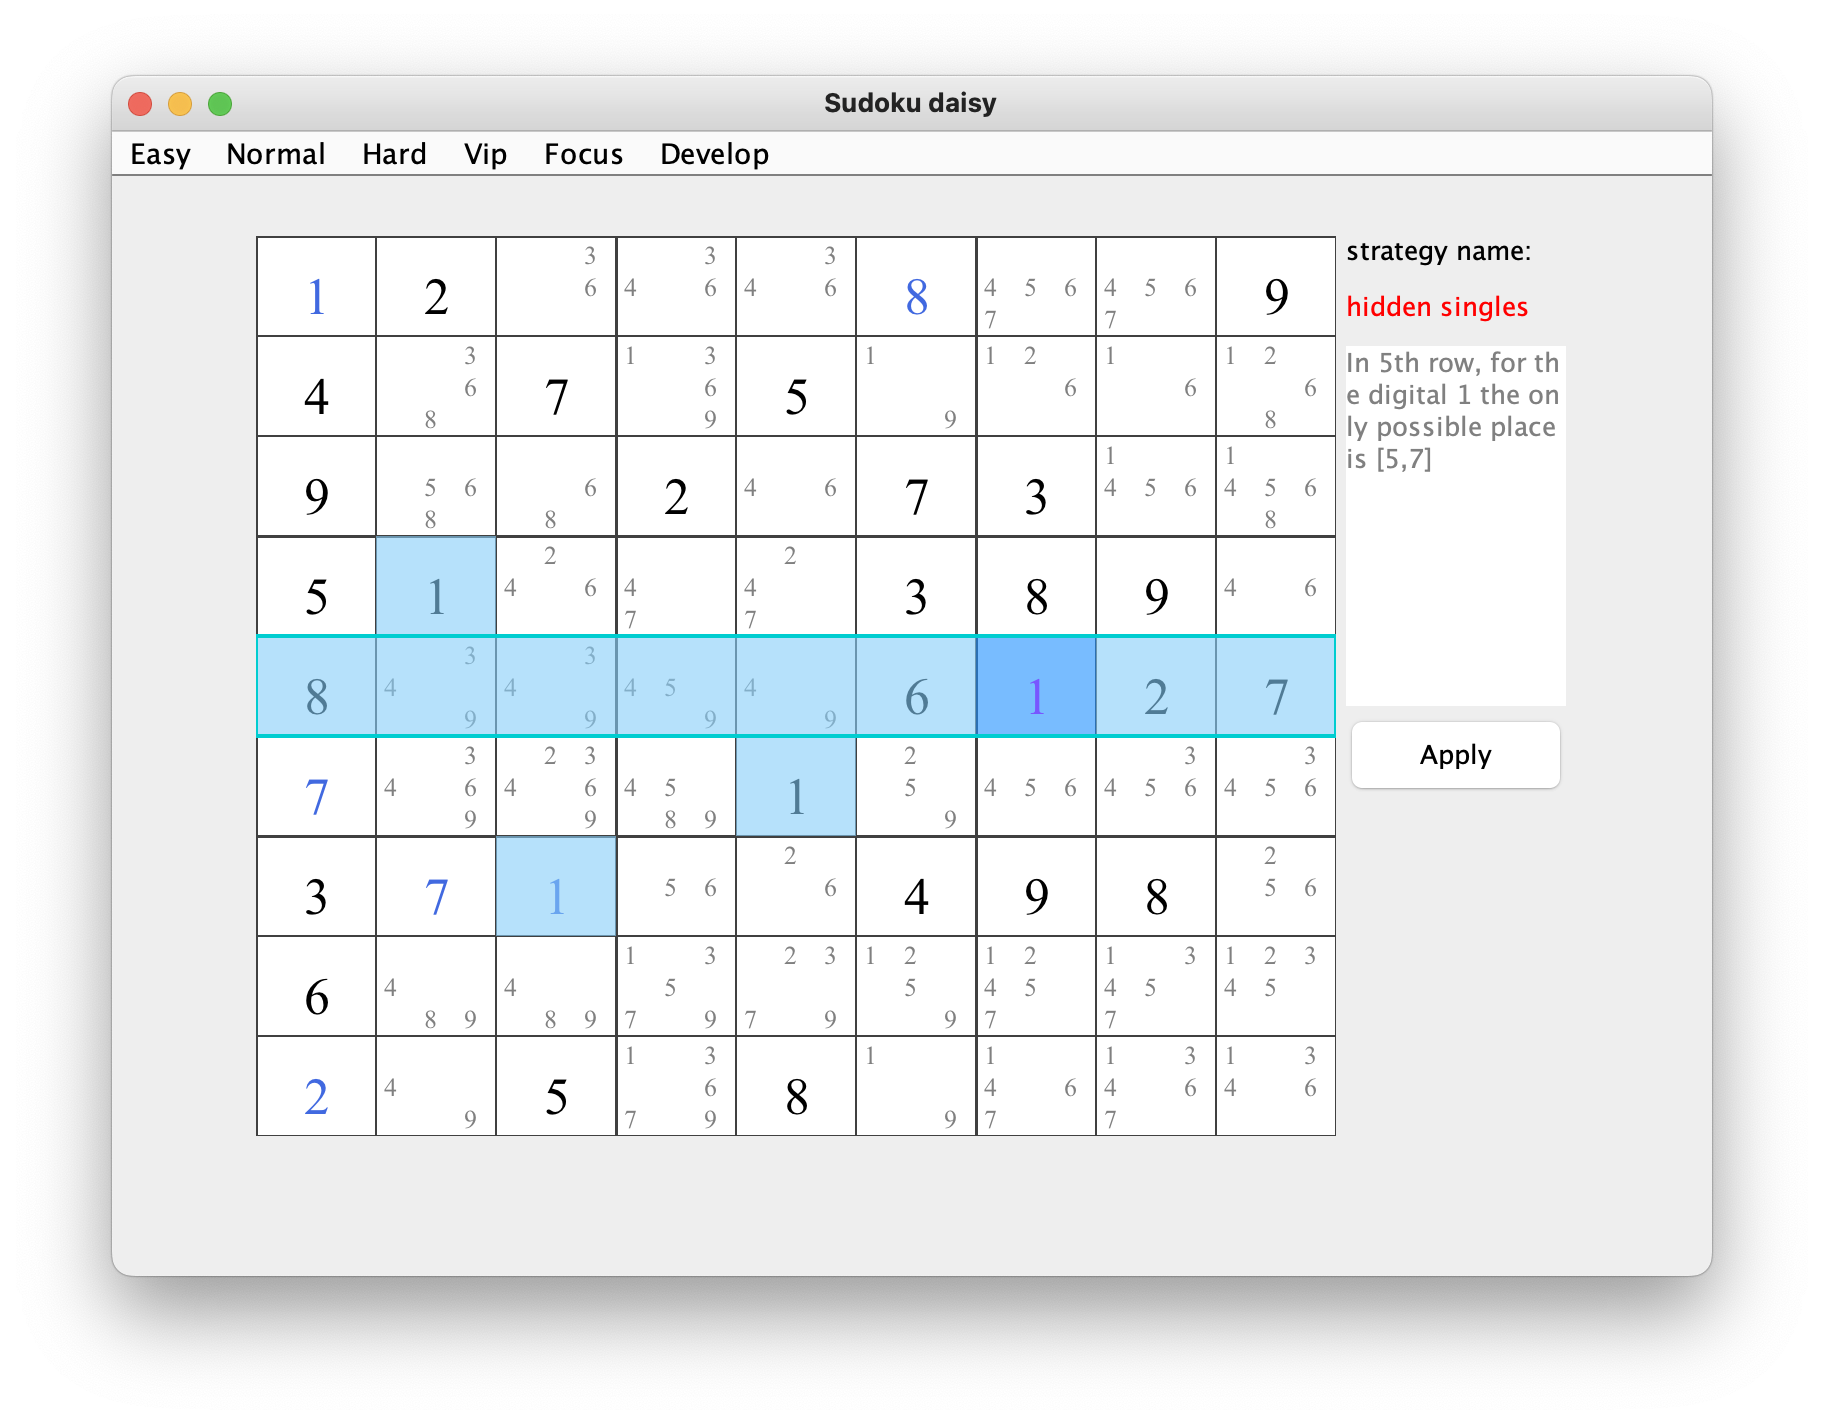 Sudoku daisy
Easy Normal Hard Vip Focus Develop
strategy name:
hidden singles
In 5th row, for th
e digital 1 the on
ly possible place
is [5,7]
Apply
1 2 3 6 3 4 6 3 4 6 8 4 5 6 7 4 5 6 7 9
4 3 6 8 7 1 3 6 9 5 1 9 1 2 6 1 6 1 2 6 8
9 5 6 8 6 8 2 4 6 7 3 1 4 5 6 1 4 5 6 8
5 1 2 4 6 4 7 2 4 7 3 8 9 4 6
8 3 4 9 3 4 9 4 5 9 4 9 6 1 2 7
7 3 4 6 9 2 3 4 6 9 4 5 8 9 1 2 5 9 4 5 6 3 4 5 6 3 4 5 6
3 7 1 5 6 2 6 4 9 8 2 5 6
6 4 8 9 4 8 9 1 3 5 7 9 2 3 7 9 1 2 5 9 1 2 4 5 7 1 3 4 5 7 1 2 3 4 5
2 4 9 5 1 3 6 7 9 8 1 9 1 4 6 7 1 3 4 6 7 1 3 4 6